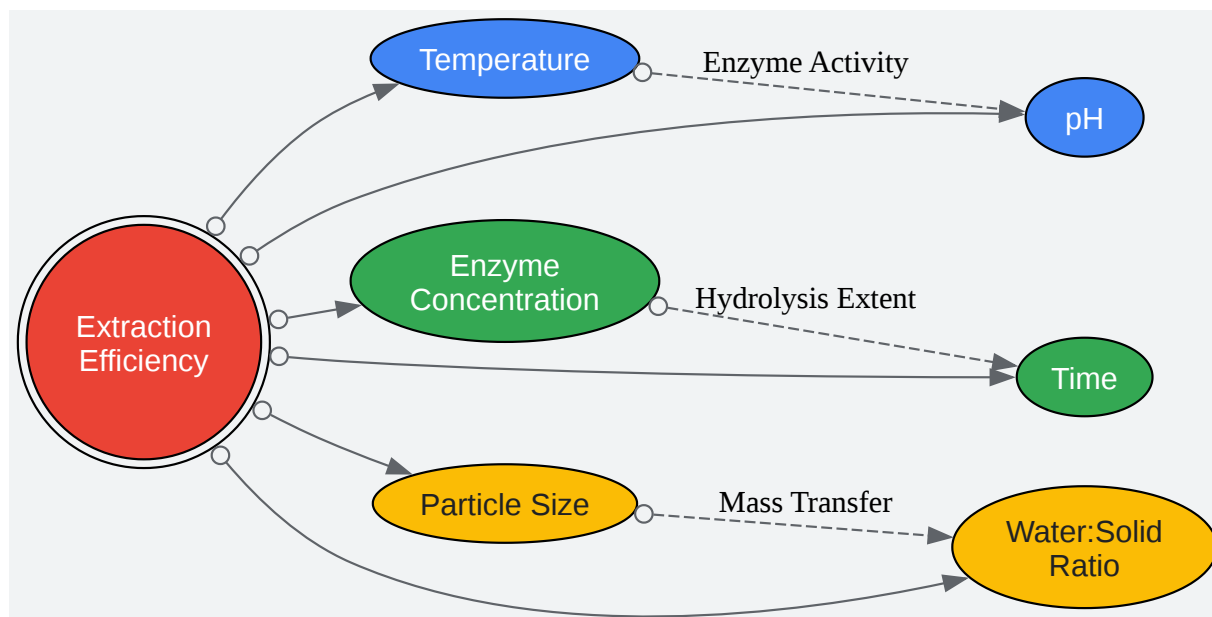 Temperature
Enzyme Activity
pH
Enzyme
Concentration
Hydrolysis Extent
Extraction
Efficiency
Time
Particle Size
Mass Transfer
Water:Solid
Ratio